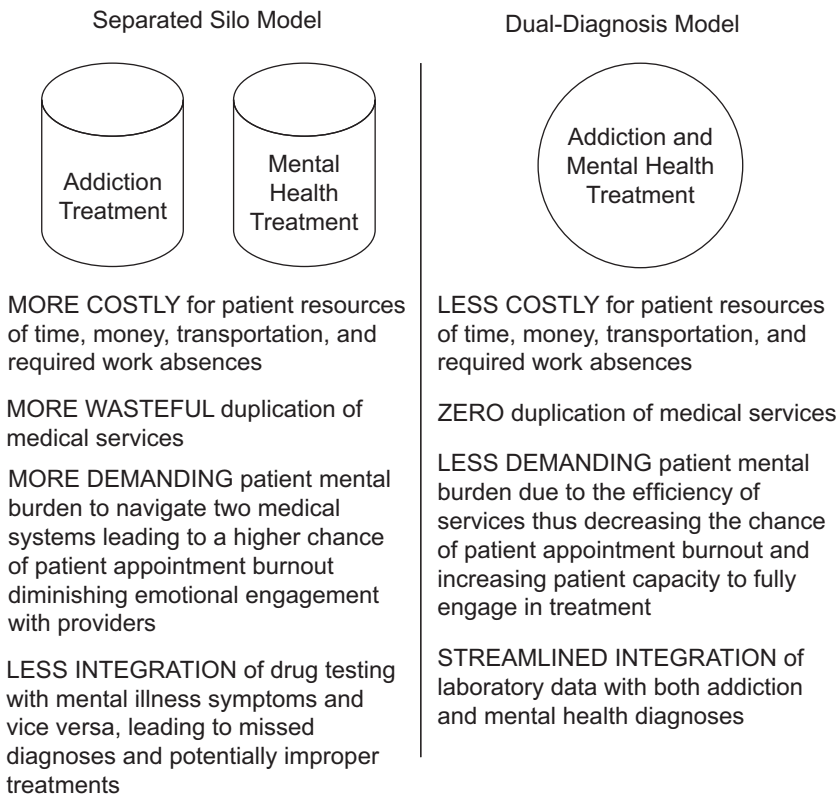 Separated Silo Model
Addiction
Treatment
Mental
Health
Treatment
MORE COSTLY for patient resources
of time, money, transportation, and
required work absences
MORE WASTEFUL duplication of
medical services
MORE DEMANDING patient mental
burden to navigate two medical
systems leading to a higher chance
of patient appointment burnout
diminishing emotional engagement
with providers
LESS INTEGRATION of drug testing
with mental illness symptoms and
vice versa, leading to missed
diagnoses and potentially improper
treatments
Dual-Diagnosis Model
Addiction and
Mental Health
Treatment
LESS COSTLY for patient resources
of time, money, transportation, and
required work absences
ZERO duplication of medical services
LESS DEMANDING patient mental
burden due to the efficiency of
services thus decreasing the chance
of patient appointment burnout and
increasing patient capacity to fully
engage in treatment
STREAMLINED INTEGRATION of
laboratory data with both addiction
and mental health diagnoses